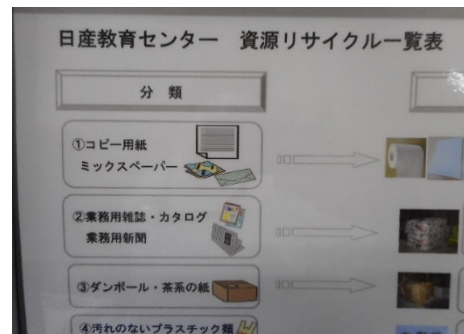 日産教育センター　資源リサイクル一覧表
分 類
①コピー用紙
ミックスペーパー
②業務用雑誌・カタログ
業務用新聞
③ダンボール・茶系の紙
④汚れのないプラスチック類